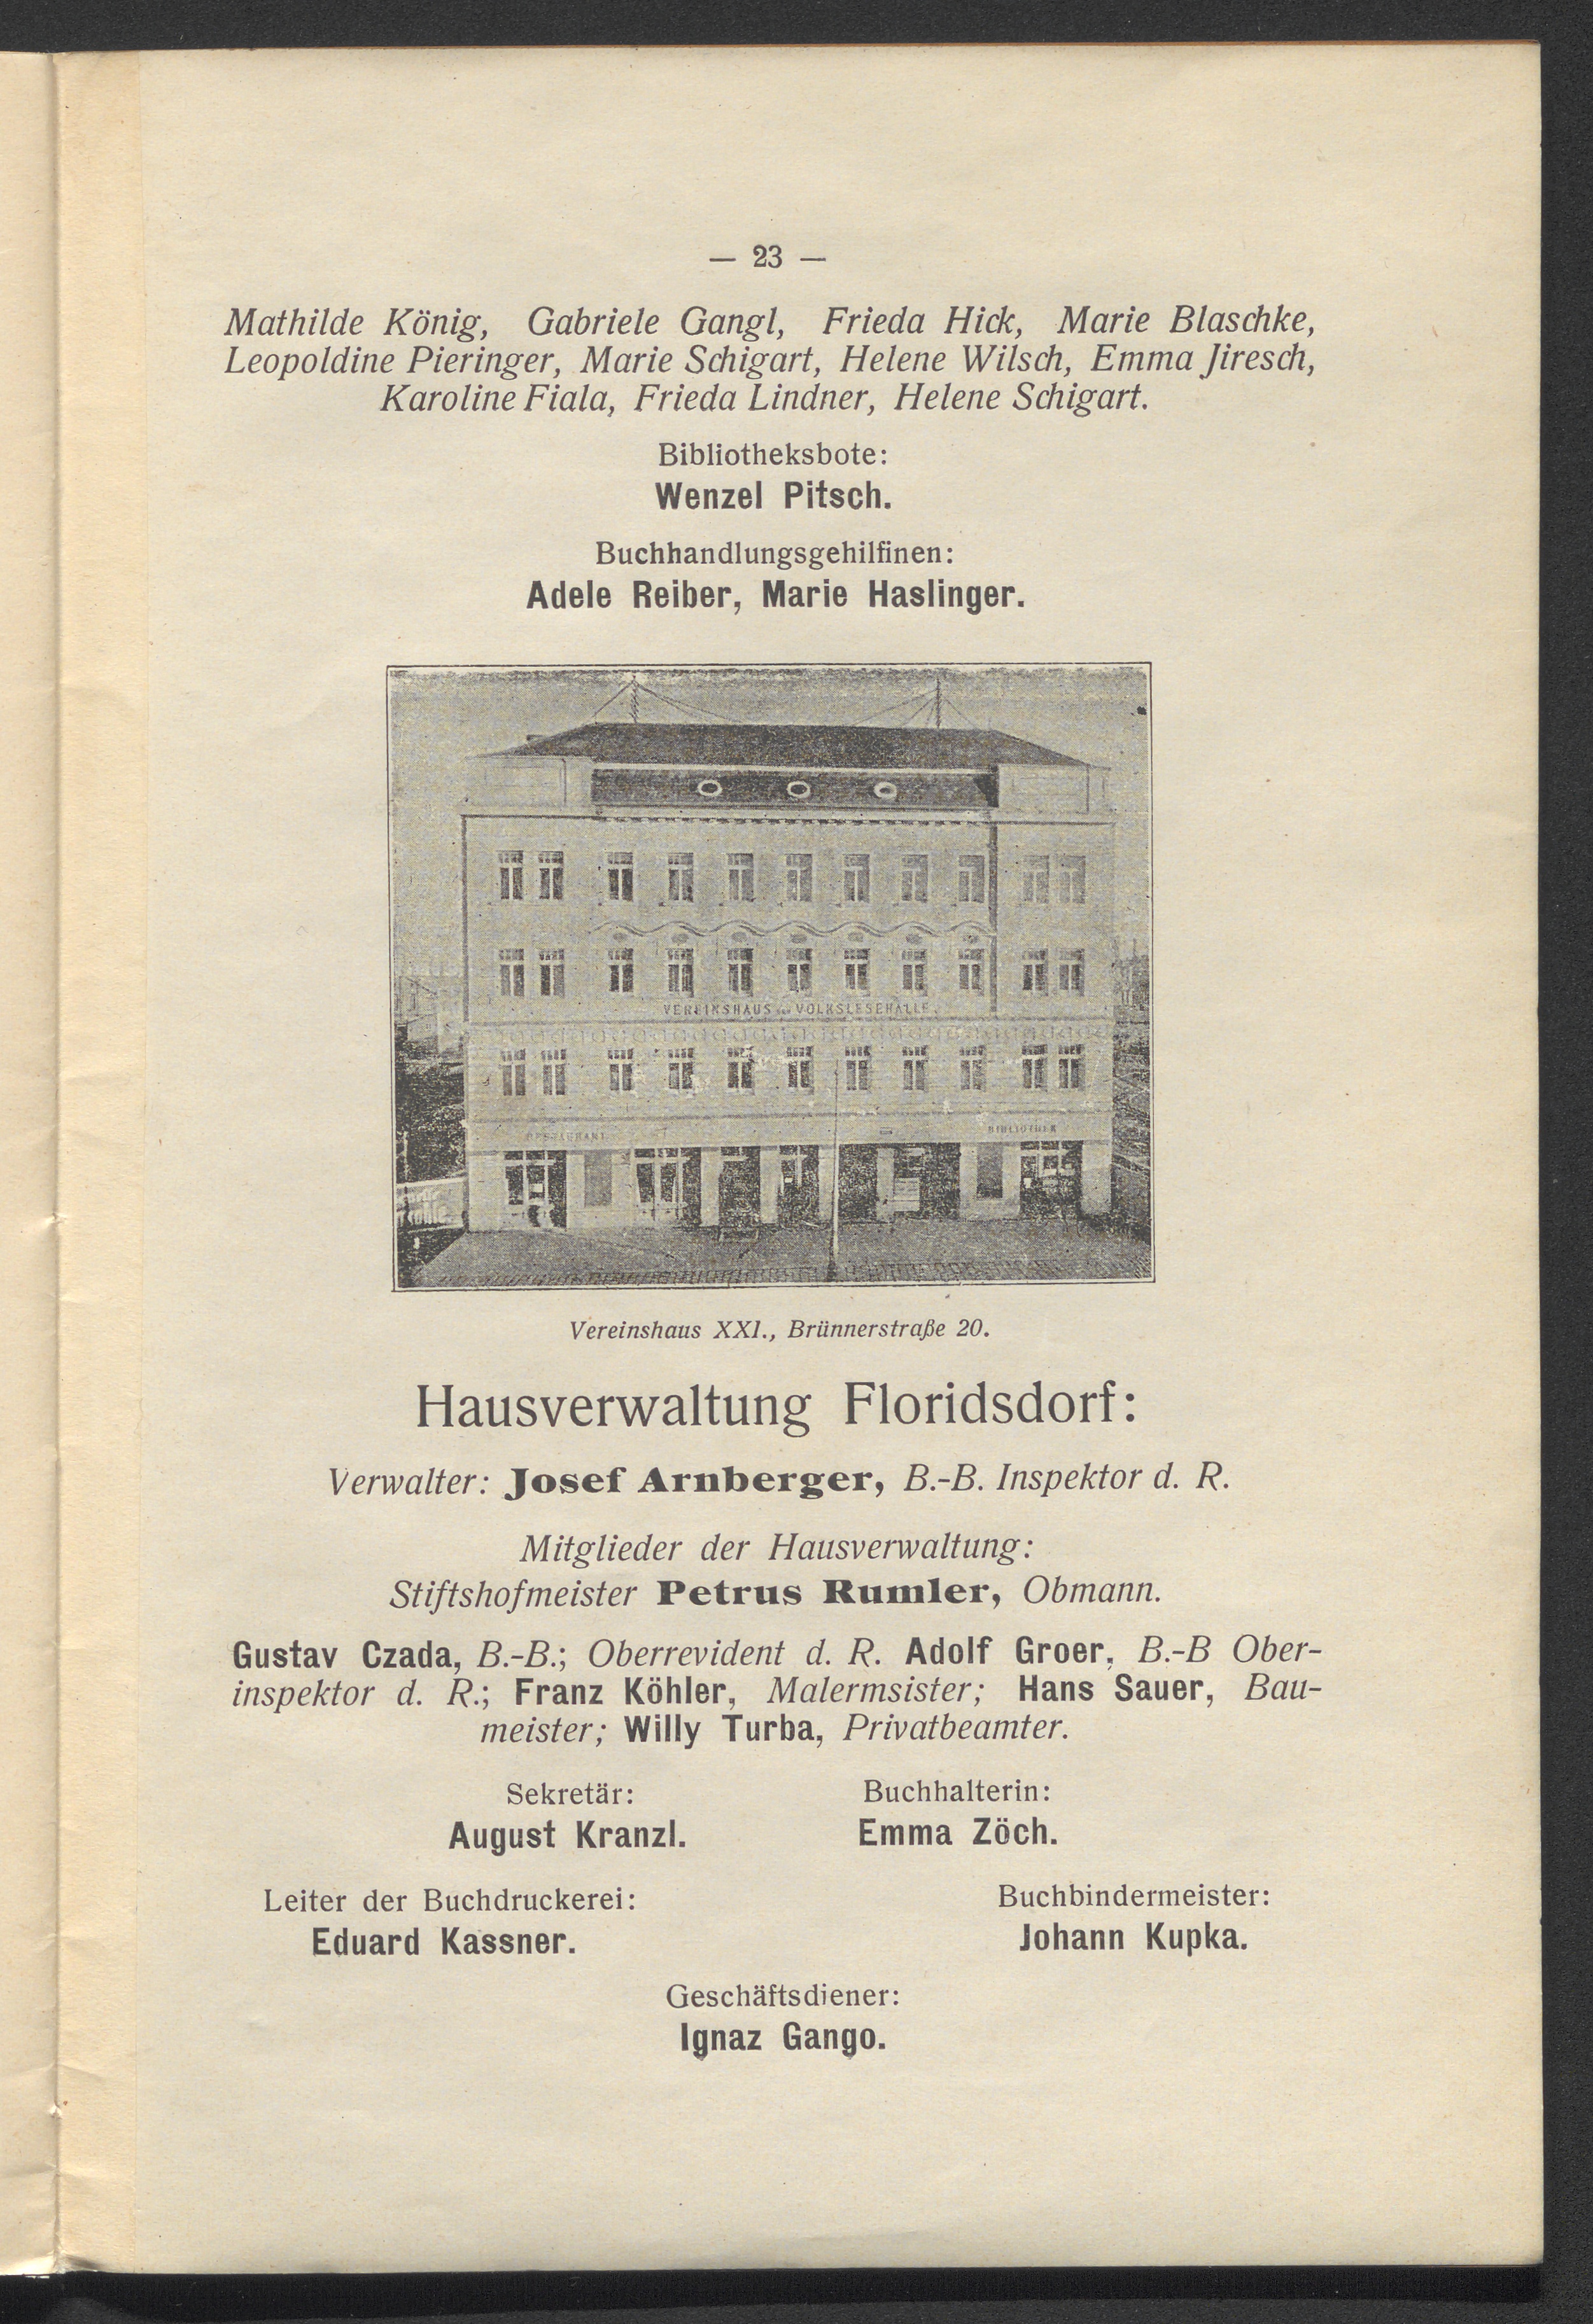 — 23 —
Mathilde König, Gabriele Gangl, Frieda Hick, Marie Blaschke,
Leopoldine Pieringer, Marie Schigart, Helene Wilsch, Emma Jiresch,
Karoline Fiala, Frieda Lindner, Helene Schigart.
Bibliotheksbote:
Wenzel Pitsch.
Buchhandlungsgehilfinen:
Adele Reiber, Marie Haslinger.
VEREINSHAUS VOLKSLESEHALLE
RESTAURANT BIBLIOTHEK
Vereinshaus XXI., Brünnerstraße 20.
Hausverwaltung Floridsdorf:
Verwalter: Josef Arnberger, B.-B. Inspektor d. R.
Mitglieder der Hausverwaltung:
Stiftshofmeister Petrus Rumler, Obmann.
Gustav Czada, B.-B.; Oberrevident d. R. Adolf Groer, B.-B Ober-
inspektor d. R.; Franz Köhler, Malermsister; Hans Sauer, Bau-
meister; Willy Turba, Privatbeamter.
Sekretär: Buchhalterin:
August Kranzl. Emma Zöch.
Leiter der Buchdruckerei: Buchbindermeister:
Eduard Kassner. Johann Kupka.
Geschäftsdiener:
Ignaz Gango.